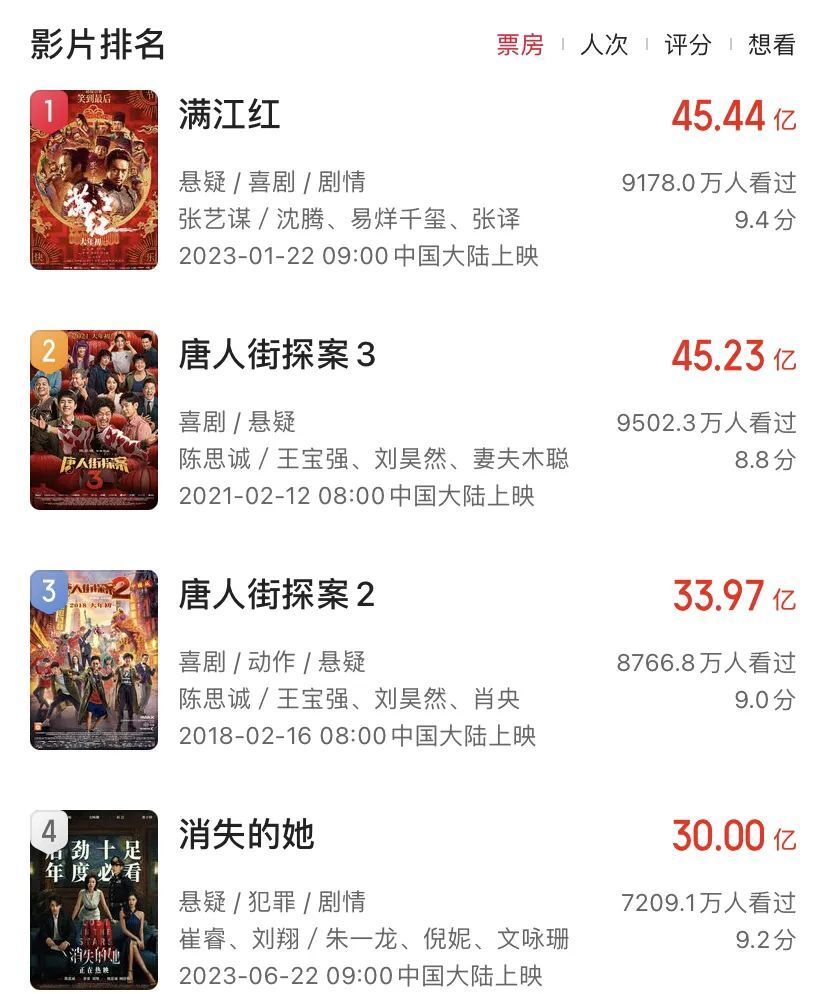 影片排名
票房 | 人次 | 评分 | 想看
1
笑到最后
满江红
大年初一
快 乐
满江红
45.44 亿
悬疑 / 喜剧 / 剧情
9178.0 万人看过
张艺谋 / 沈腾、易烊千玺、张译
9.4 分
2023-01-22 09:00 中国大陆上映
2
2021 大年初一
唐人街探案
3
唐人街探案 3
45.23 亿
喜剧 / 悬疑
9502.3 万人看过
陈思诚 / 王宝强、刘昊然、妻夫木聪
8.8 分
2021-02-12 08:00 中国大陆上映
3
唐人街探案2
2018 大年初一
唐人街探案 2
33.97 亿
喜剧 / 动作 / 悬疑
8766.8 万人看过
陈思诚 / 王宝强、刘昊然、肖央
9.0 分
2018-02-16 08:00 中国大陆上映
4
后劲十足
年度必看
LOST
IN THE
STARS
消失的她
正在热映
消失的她
30.00 亿
悬疑 / 犯罪 / 剧情
7209.1 万人看过
崔睿、刘翔 / 朱一龙、倪妮、文咏珊
9.2 分
2023-06-22 09:00 中国大陆上映